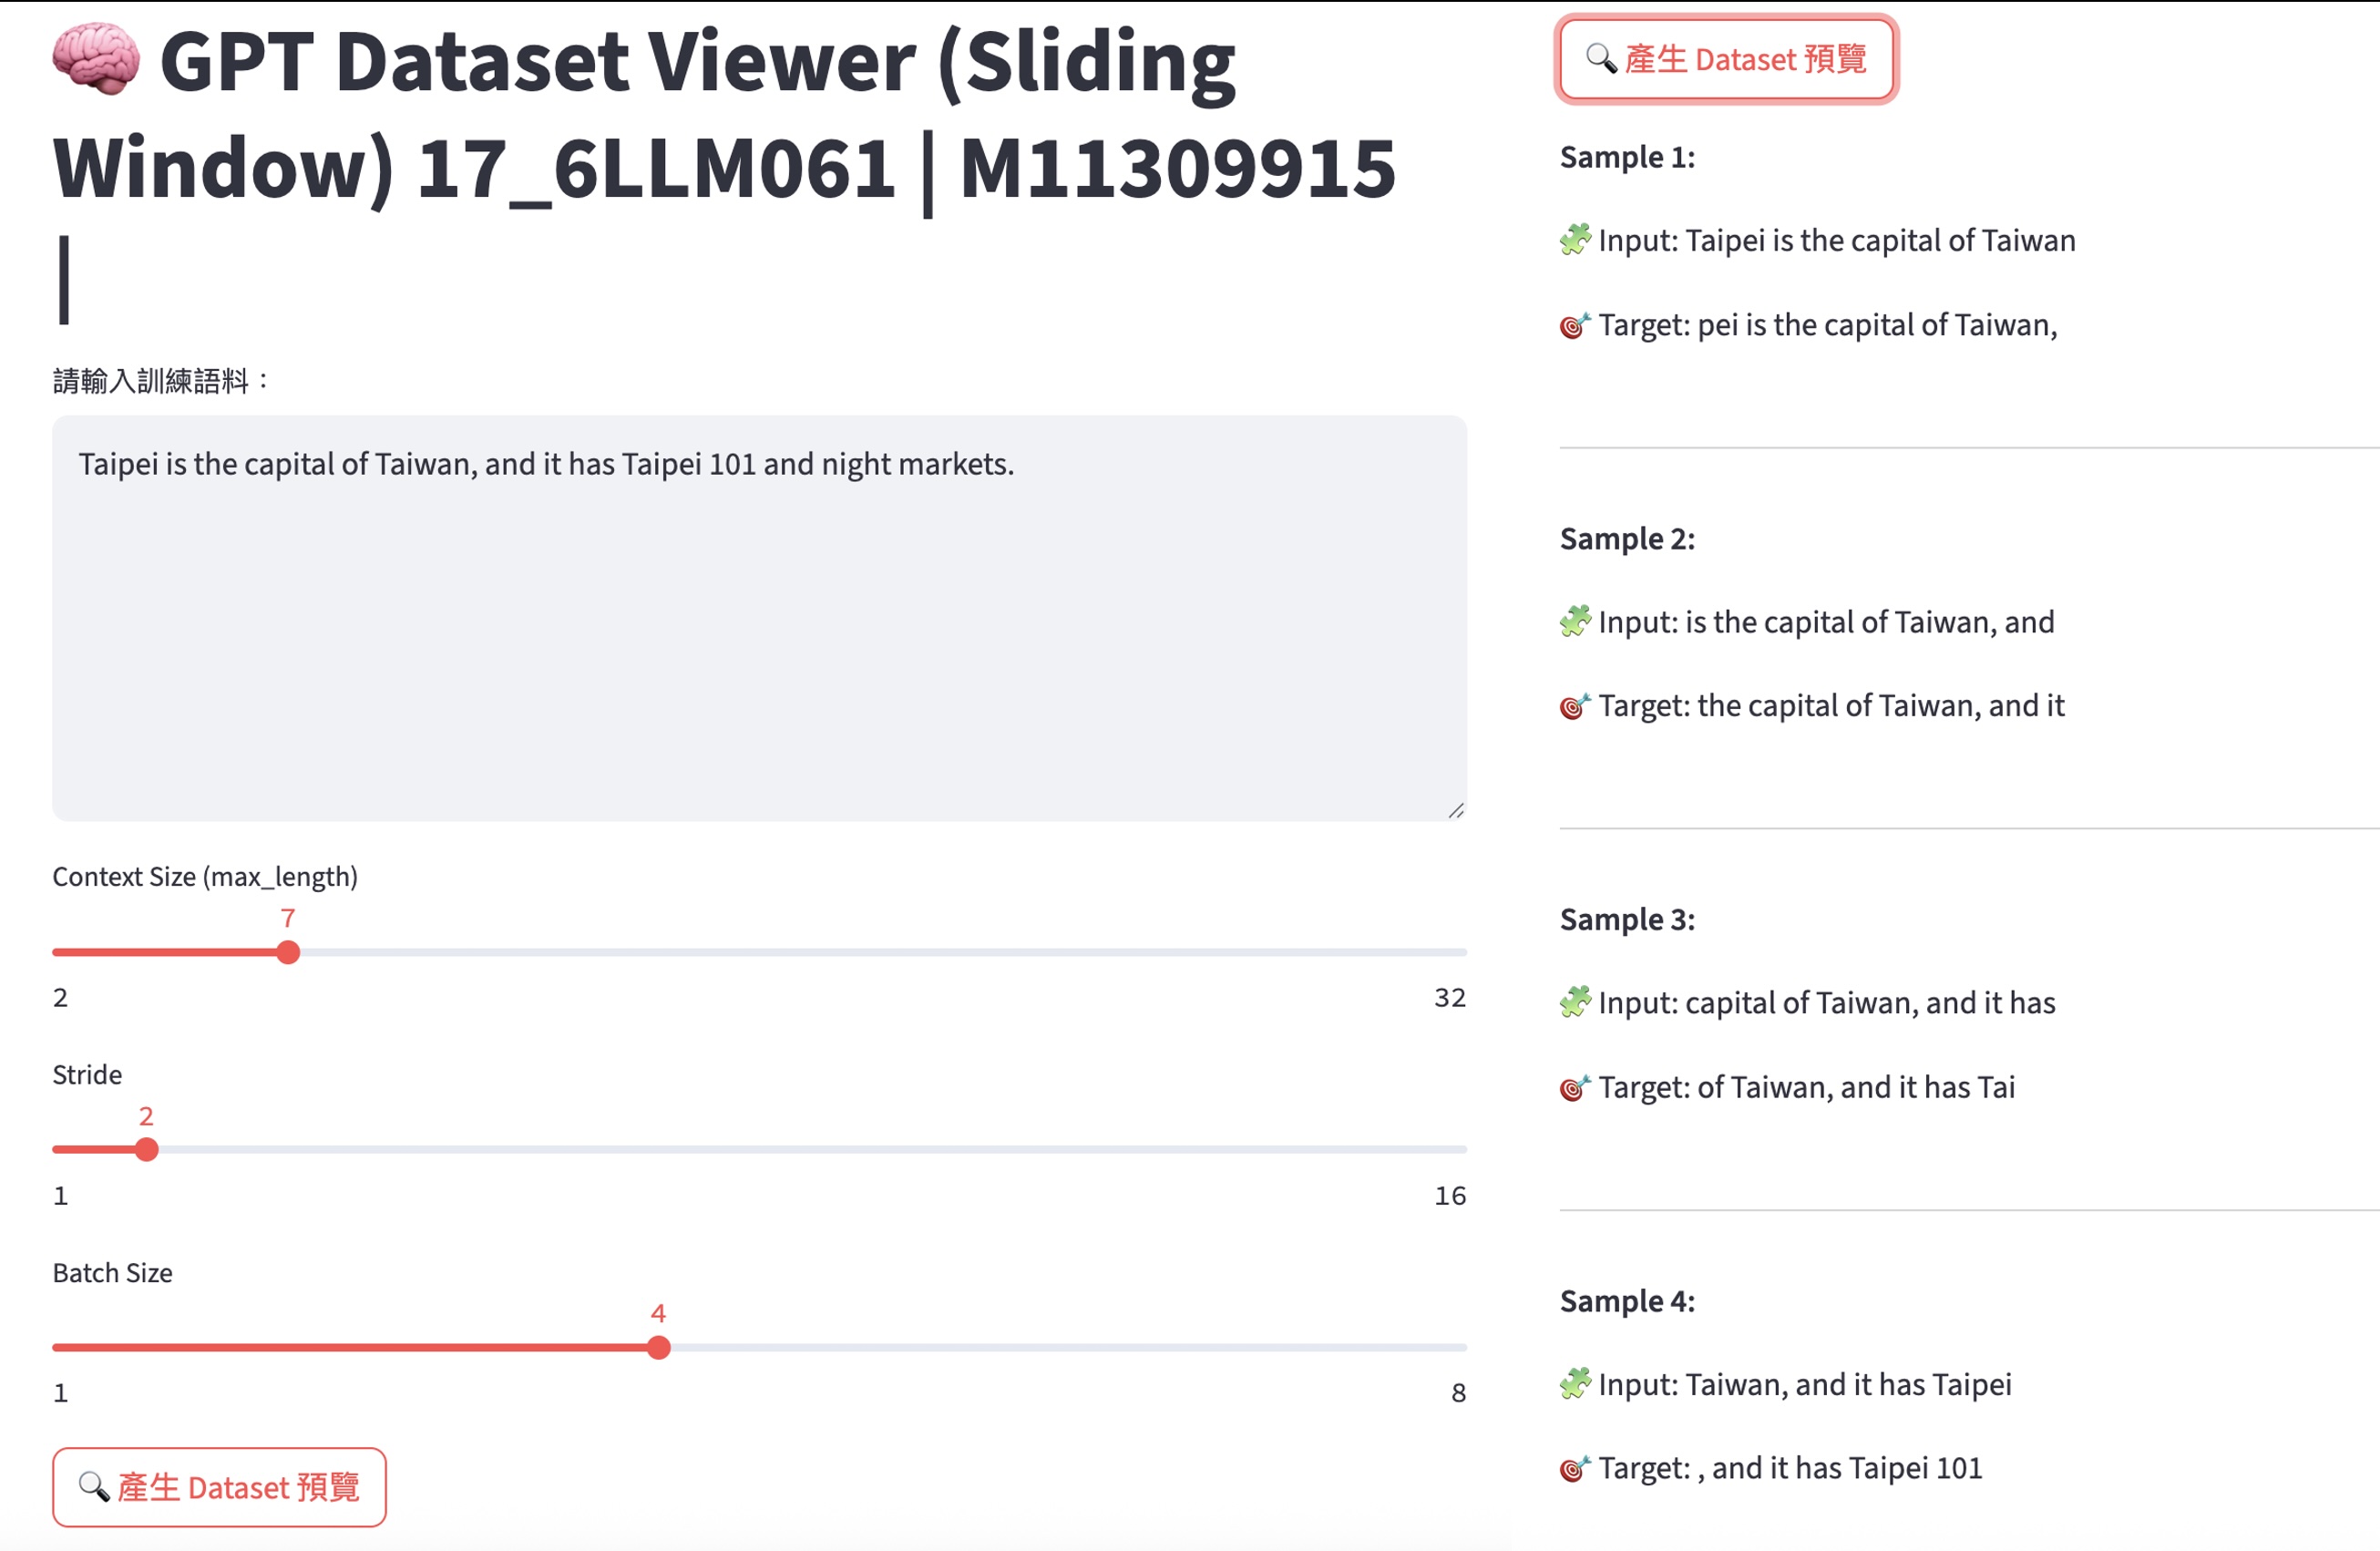 🧠 GPT Dataset Viewer (Sliding
Window) 17_6LLM061 | M11309915
|
請輸入訓練語料：
Taipei is the capital of Taiwan, and it has Taipei 101 and night markets.
Context Size (max_length)
7
2
32
Stride
2
1
16
Batch Size
4
1
8
🔍 產生 Dataset 預覽
🔍 產生 Dataset 預覽
Sample 1:
🧩 Input: Taipei is the capital of Taiwan
🎯 Target: pei is the capital of Taiwan,
Sample 2:
🧩 Input: is the capital of Taiwan, and
🎯 Target: the capital of Taiwan, and it
Sample 3:
🧩 Input: capital of Taiwan, and it has
🎯 Target: of Taiwan, and it has Tai
Sample 4:
🧩 Input: Taiwan, and it has Taipei
🎯 Target: , and it has Taipei 101